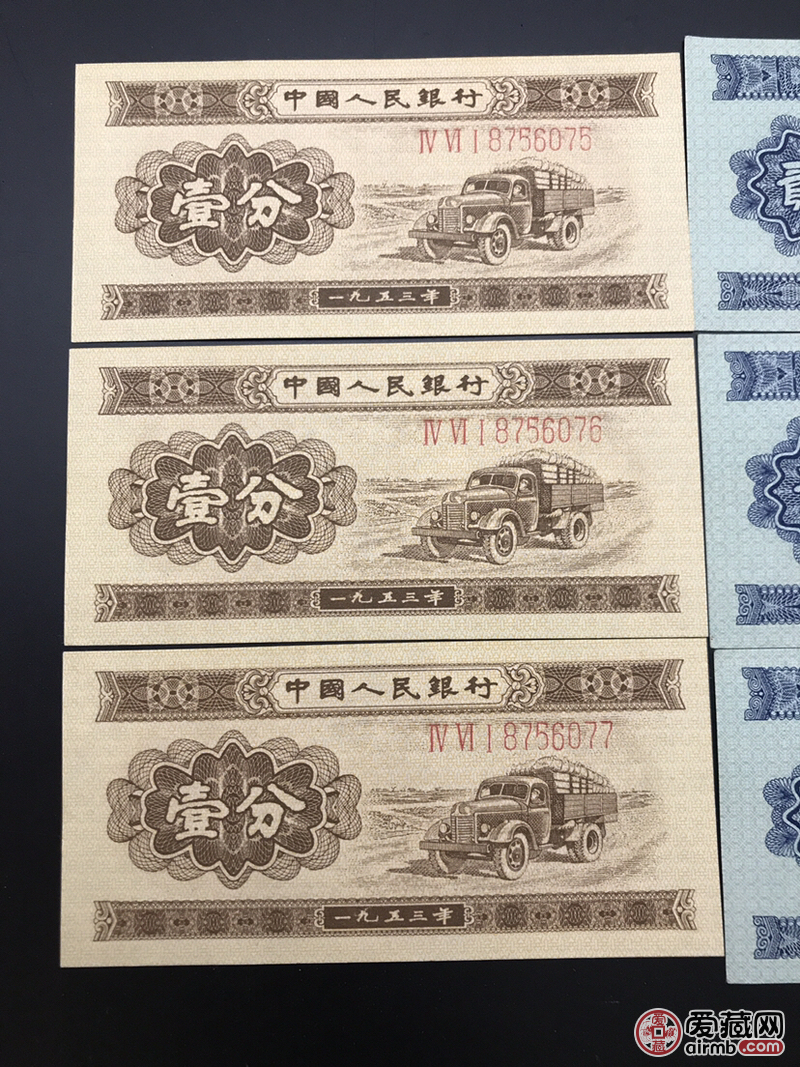 中國人民銀行
IV VI I 8756075
壹分
一九五三年
貳
中國人民銀行
IV VI I 8756076
壹分
一九五三年
中國人民銀行
IV VI I 8756077
壹分
一九五三年
爱藏网
airmb.com